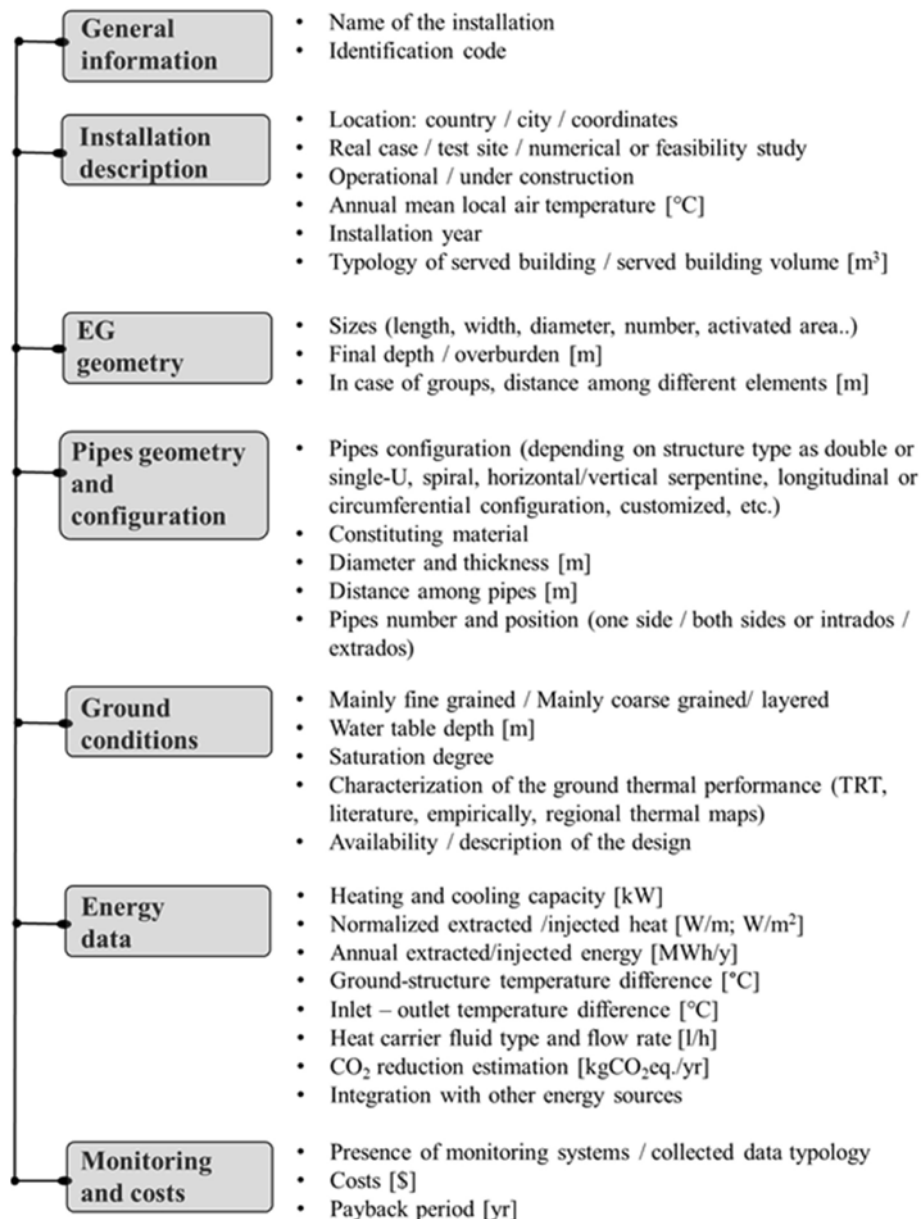 General
information
• Name of the installation
• Identification code
Installation
description
• Location: country / city / coordinates
• Real case / test site / numerical or feasibility study
• Operational / under construction
• Annual mean local air temperature [°C]
• Installation year
• Typology of served building / served building volume [m³]
EG
geometry
• Sizes (length, width, diameter, number, activated area..)
• Final depth / overburden [m]
• In case of groups, distance among different elements [m]
Pipes geometry
and
configuration
• Pipes configuration (depending on structure type as double or
single-U, spiral, horizontal/vertical serpentine, longitudinal or
circumferential configuration, customized, etc.)
• Constituting material
• Diameter and thickness [m]
• Distance among pipes [m]
• Pipes number and position (one side / both sides or intrados /
extrados)
Ground
conditions
• Mainly fine grained / Mainly coarse grained/ layered
• Water table depth [m]
• Saturation degree
• Characterization of the ground thermal performance (TRT,
literature, empirically, regional thermal maps)
• Availability / description of the design
Energy
data
• Heating and cooling capacity [kW]
• Normalized extracted /injected heat [W/m; W/m²]
• Annual extracted/injected energy [MWh/y]
• Ground-structure temperature difference [°C]
• Inlet – outlet temperature difference [°C]
• Heat carrier fluid type and flow rate [l/h]
• CO₂ reduction estimation [kgCO₂eq./yr]
• Integration with other energy sources
Monitoring
and costs
• Presence of monitoring systems / collected data typology
• Costs [$]
• Payback period [yr]